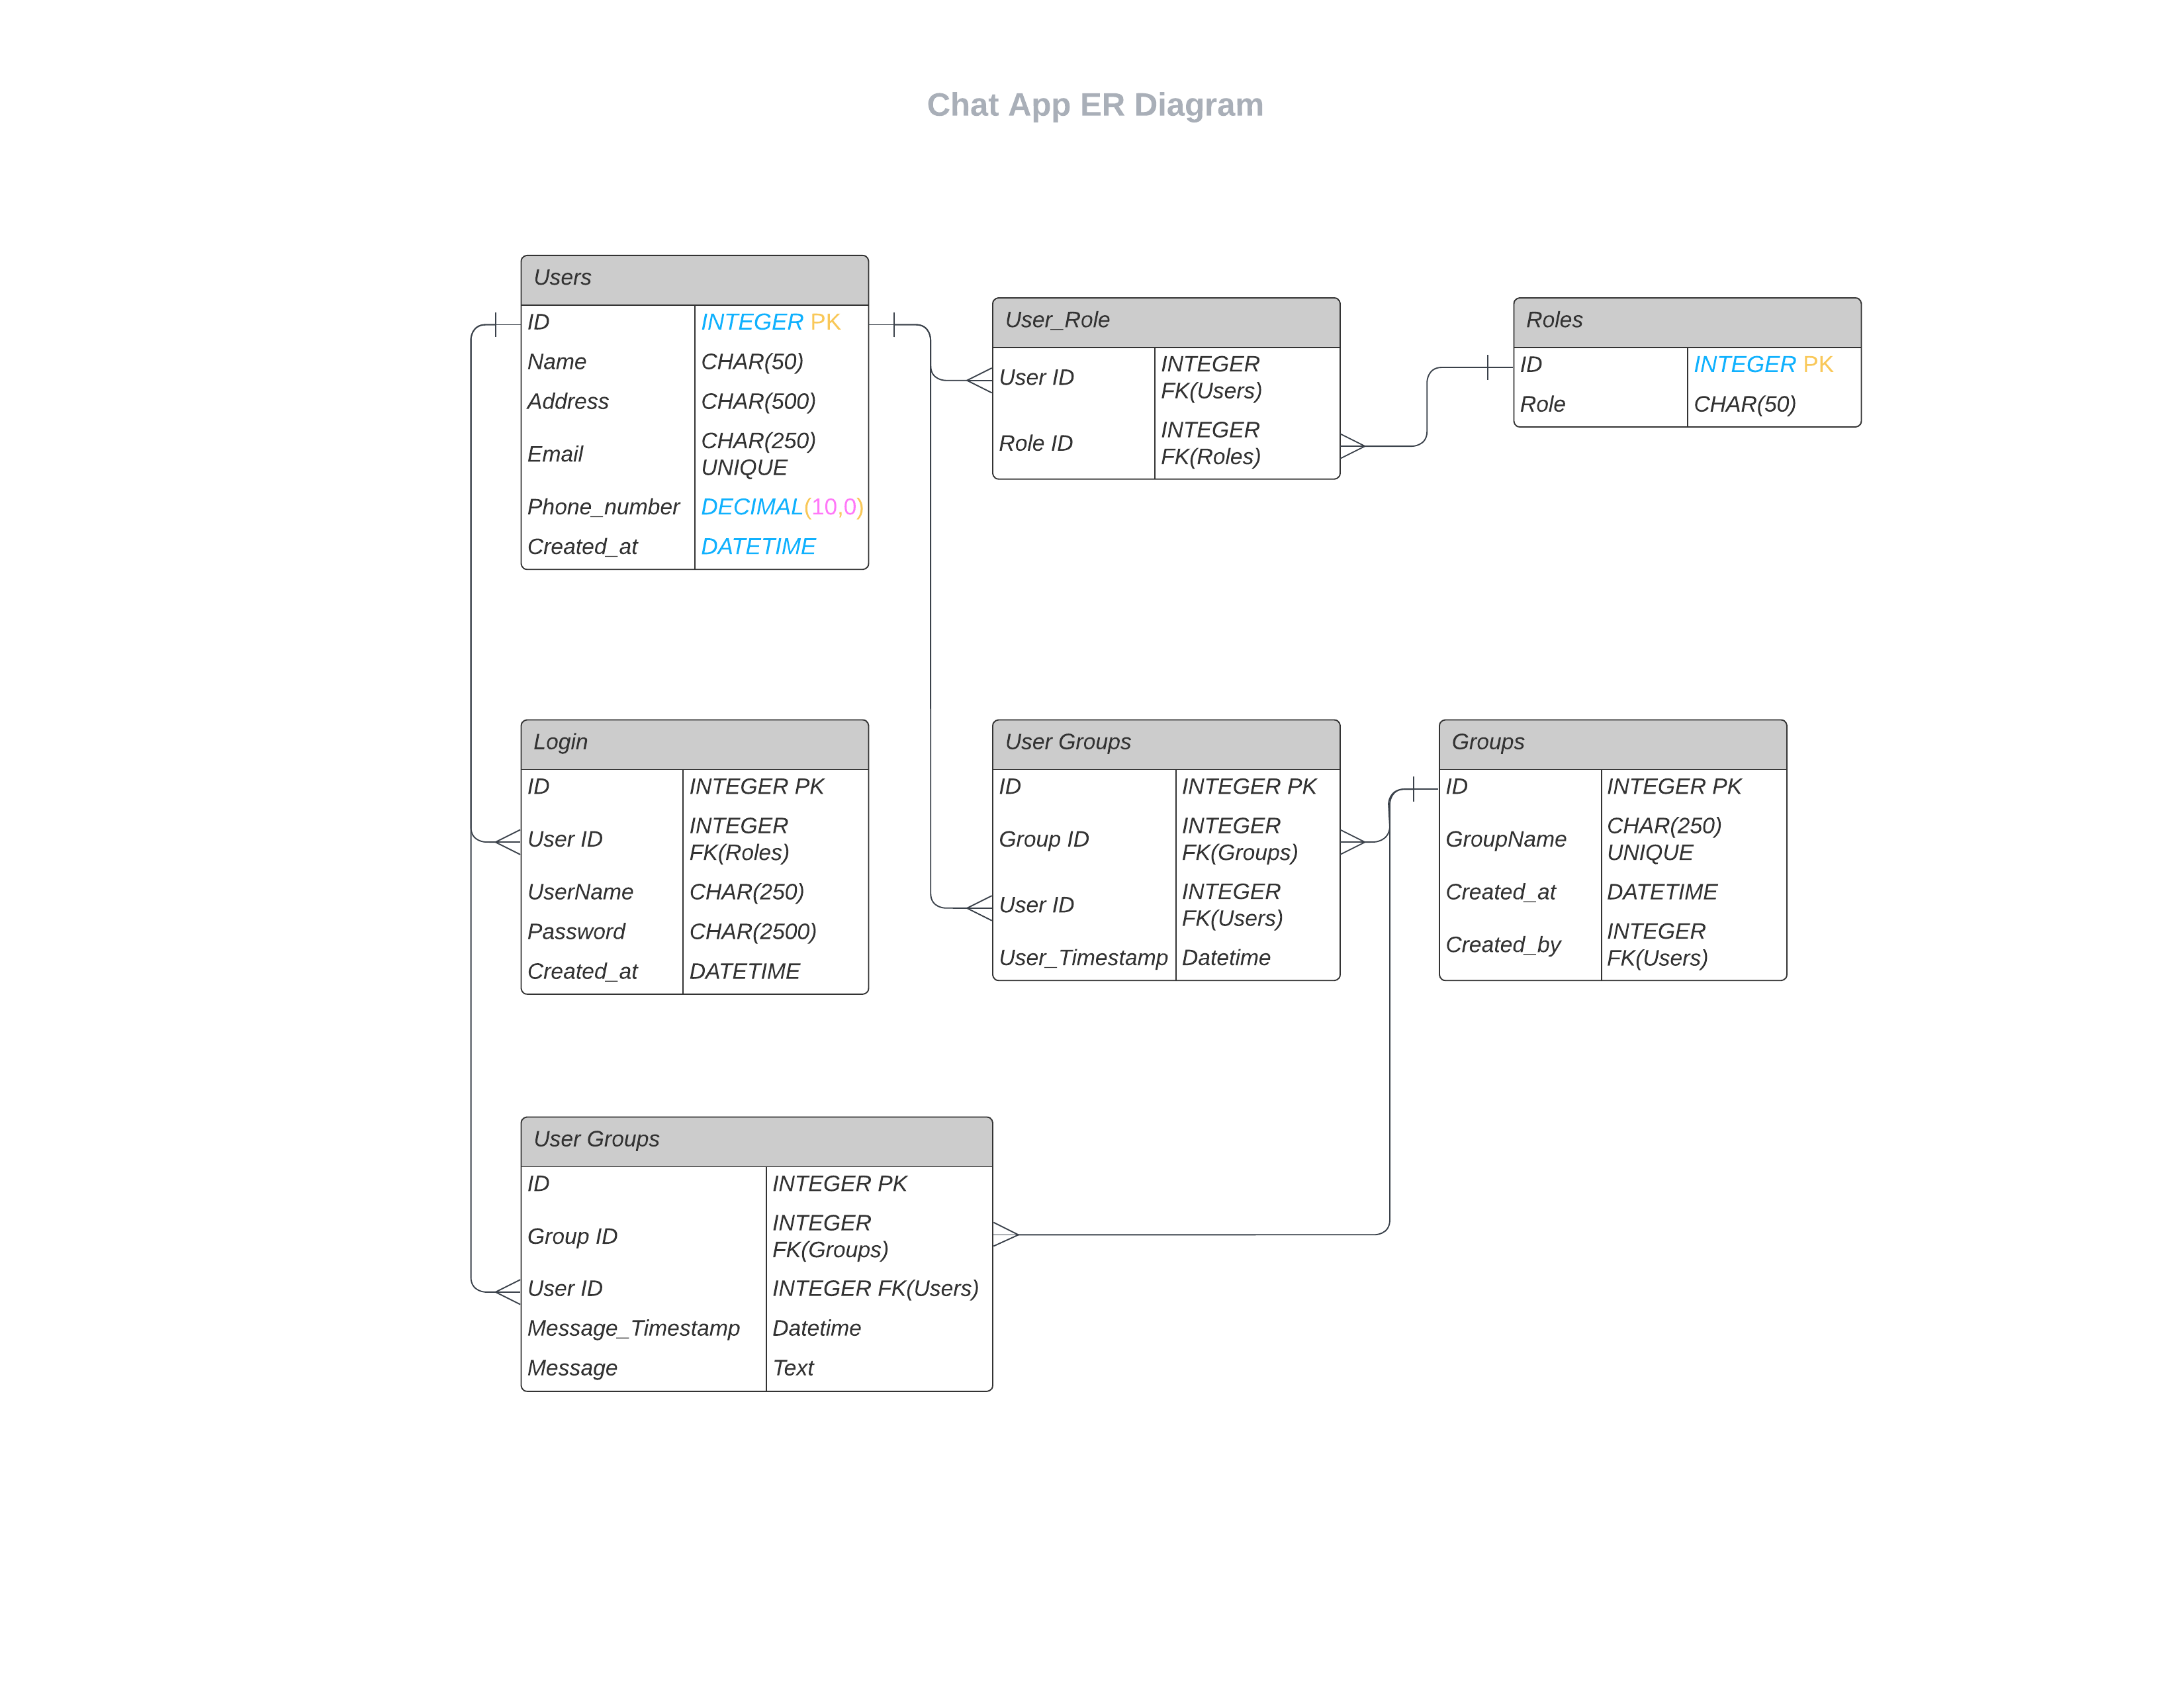 Chat App ER Diagram
Users
ID INTEGER PK
Name CHAR(50)
Address CHAR(500)
Email CHAR(250)
UNIQUE
Phone_number DECIMAL(10,0)
Created_at DATETIME
User_Role
User ID INTEGER
FK(Users)
Role ID INTEGER
FK(Roles)
Roles
ID INTEGER PK
Role CHAR(50)
Login
ID INTEGER PK
User ID INTEGER
FK(Roles)
UserName CHAR(250)
Password CHAR(2500)
Created_at DATETIME
User Groups
ID INTEGER PK
Group ID INTEGER
FK(Groups)
User ID INTEGER
FK(Users)
User_Timestamp Datetime
Groups
ID INTEGER PK
GroupName CHAR(250)
UNIQUE
Created_at DATETIME
Created_by INTEGER
FK(Users)
User Groups
ID INTEGER PK
Group ID INTEGER
FK(Groups)
User ID INTEGER FK(Users)
Message_Timestamp Datetime
Message Text